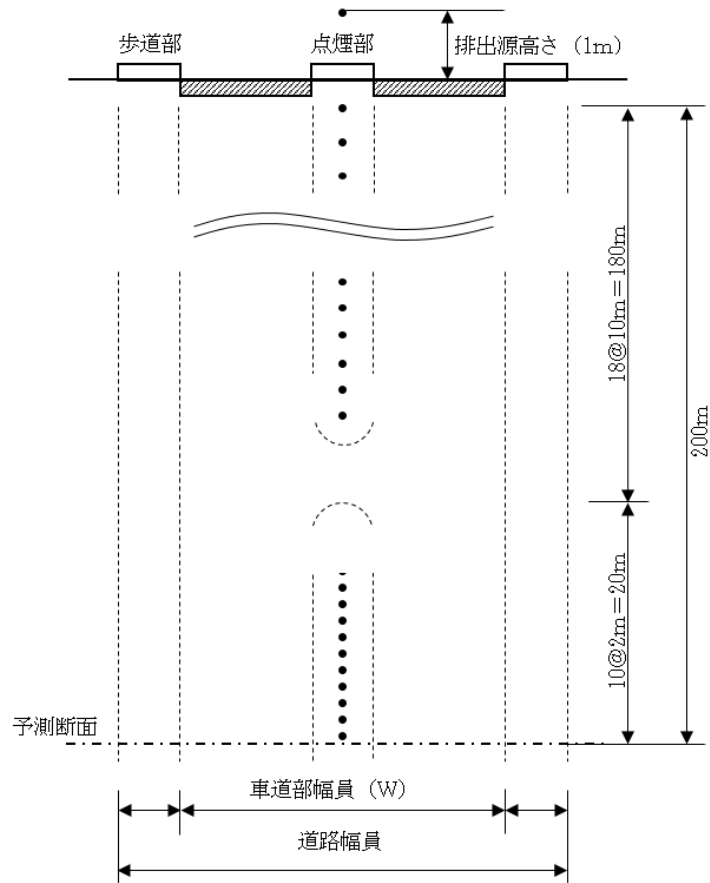 歩道部
点煙部
排出源高さ（1m）
18@10m＝180m
200m
10@2m＝20m
予測断面
車道部幅員（W）
道路幅員